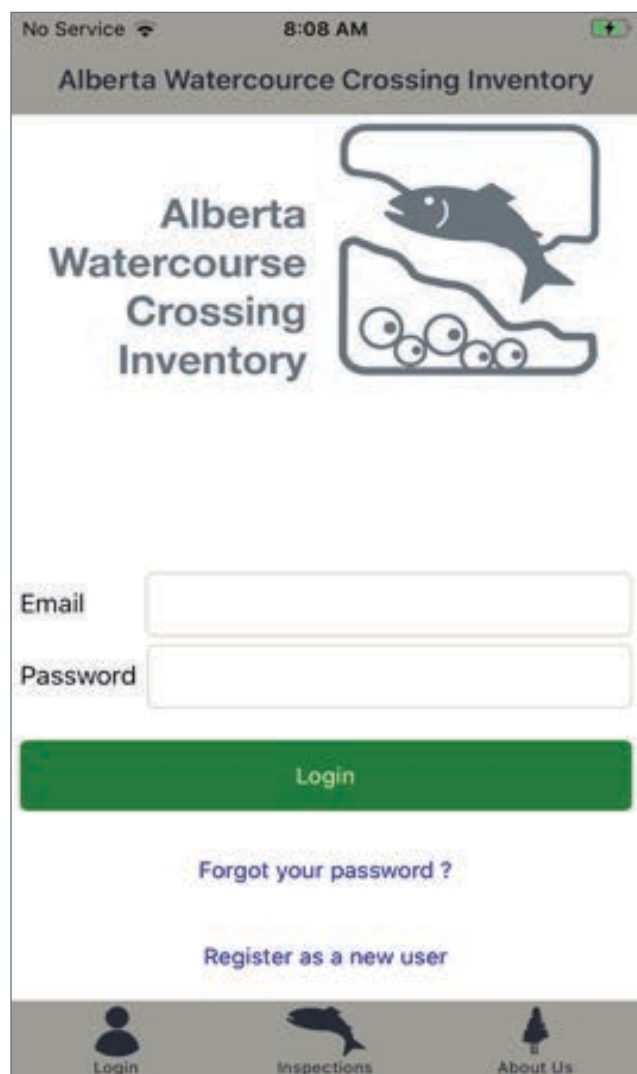 No Service 8:08 AM
Alberta Watercource Crossing Inventory
Alberta
Watercourse
Crossing
Inventory
Email
Password
Login
Forgot your password ?
Register as a new user
Login Inspections About Us